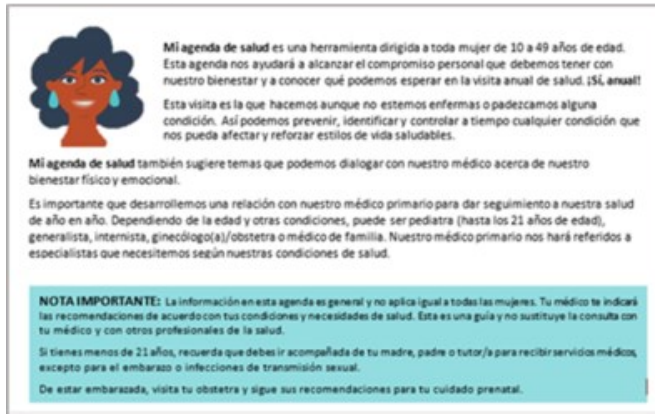 Mi agenda de salud es una herramienta dirigida a toda mujer de 10 a 49 años de edad.
Esta agenda nos ayudará a alcanzar el compromiso personal que debemos tener con
nuestro bienestar y a conocer qué podemos esperar en la visita anual de salud. ¡Sí, anual!
Esta visita es la que hacemos aunque no estemos enfermas o padezcamos alguna
condición. Así podemos prevenir, identificar y controlar a tiempo cualquier condición que
nos pueda afectar y reforzar estilos de vida saludables.
Mi agenda de salud también sugiere temas que podemos dialogar con nuestro médico acerca de nuestro
bienestar físico y emocional.
Es importante que desarrollemos una relación con nuestro médico primario para dar seguimiento a nuestra salud
de año en año. Dependiendo de la edad y otras condiciones, puede ser pediatra (hasta los 21 años de edad),
generalista, internista, ginecólogo(a)/obstetra o médico de familia. Nuestro médico primario nos hará referidos a
especialistas que necesitemos según nuestras condiciones de salud.
NOTA IMPORTANTE: La información en esta agenda es general y no aplica igual a todas las mujeres. Tu médico te indicará
las recomendaciones de acuerdo con tus condiciones y necesidades de salud. Esta es una guía y no sustituye la consulta con
tu médico y con otros profesionales de la salud.
Si tienes menos de 21 años, recuerda que debes ir acompañada de tu madre, padre o tutor/a para recibir servicios médicos,
excepto para el embarazo o infecciones de transmisión sexual.
De estar embarazada, visita tu obstetra y sigue sus recomendaciones para tu cuidado prenatal.